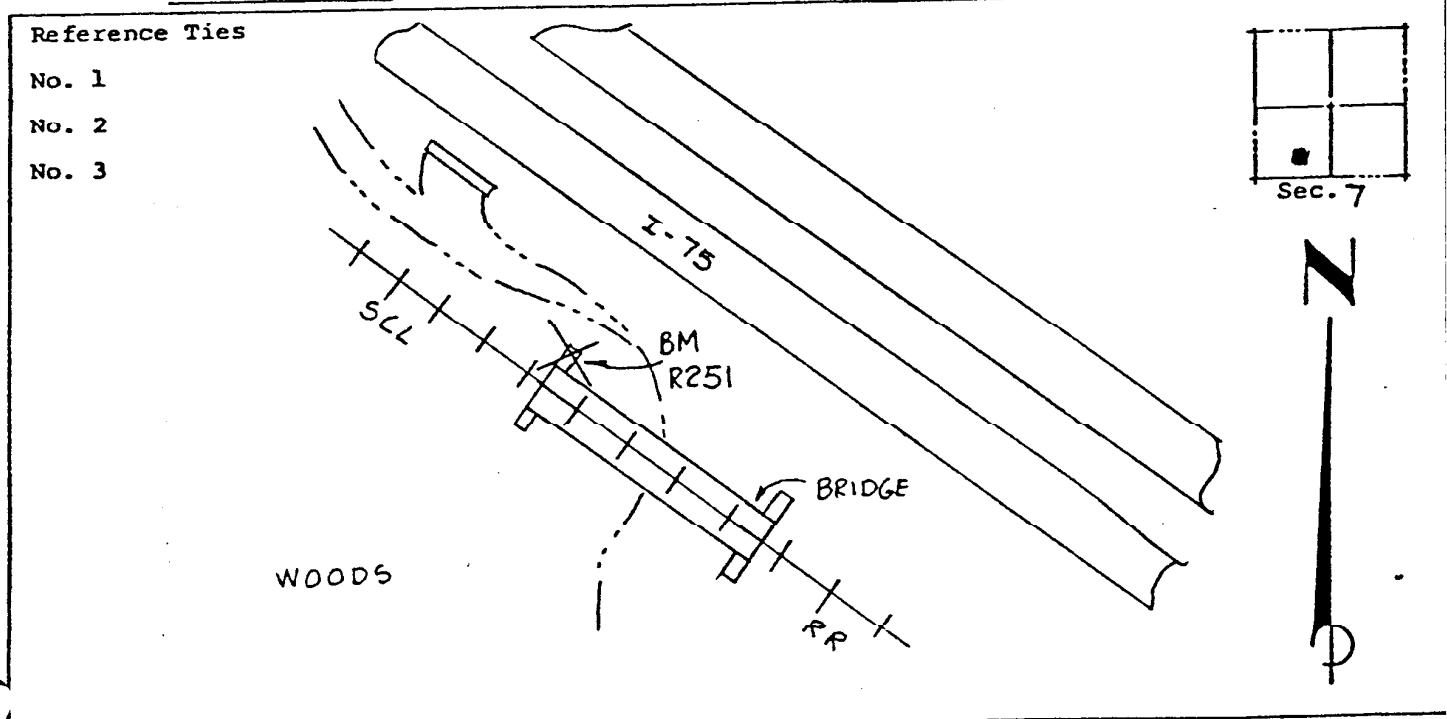 Reference Ties
No. 1
No. 2
No. 3
Sec. 7
I-75
N
SCL
BM
R251
BRIDGE
WOODS
RR